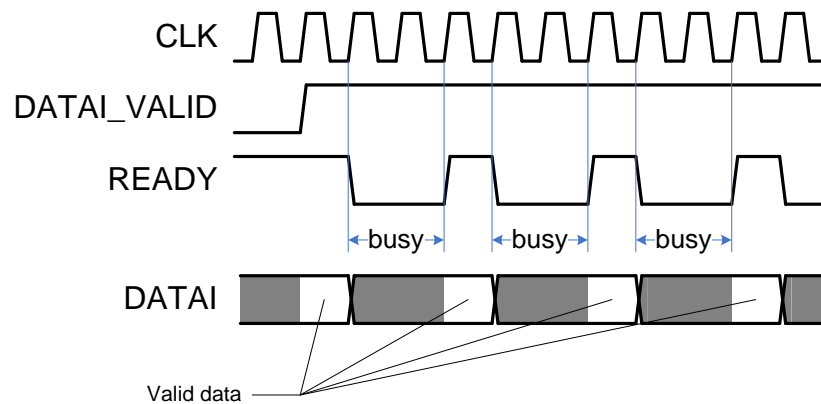 CLK
DATAI_VALID
READY
busy busy busy
DATAI
Valid data